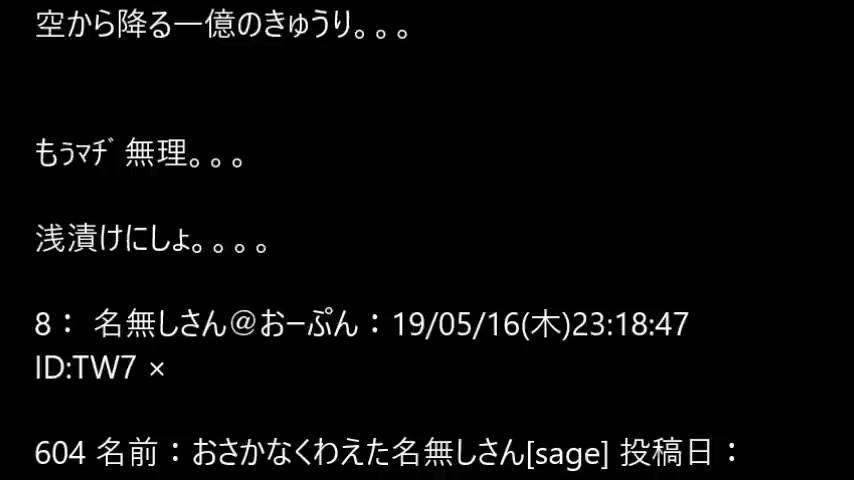 空から降る一億のきゅうり。。。
もぅﾏﾁﾞ無理。。。
浅漬けにしょ。。。。
8： 名無しさん＠おーぷん：19/05/16(木)23:18:47
ID:TW7 ×
604 名前：おさかなくわえた名無しさん[sage] 投稿日：